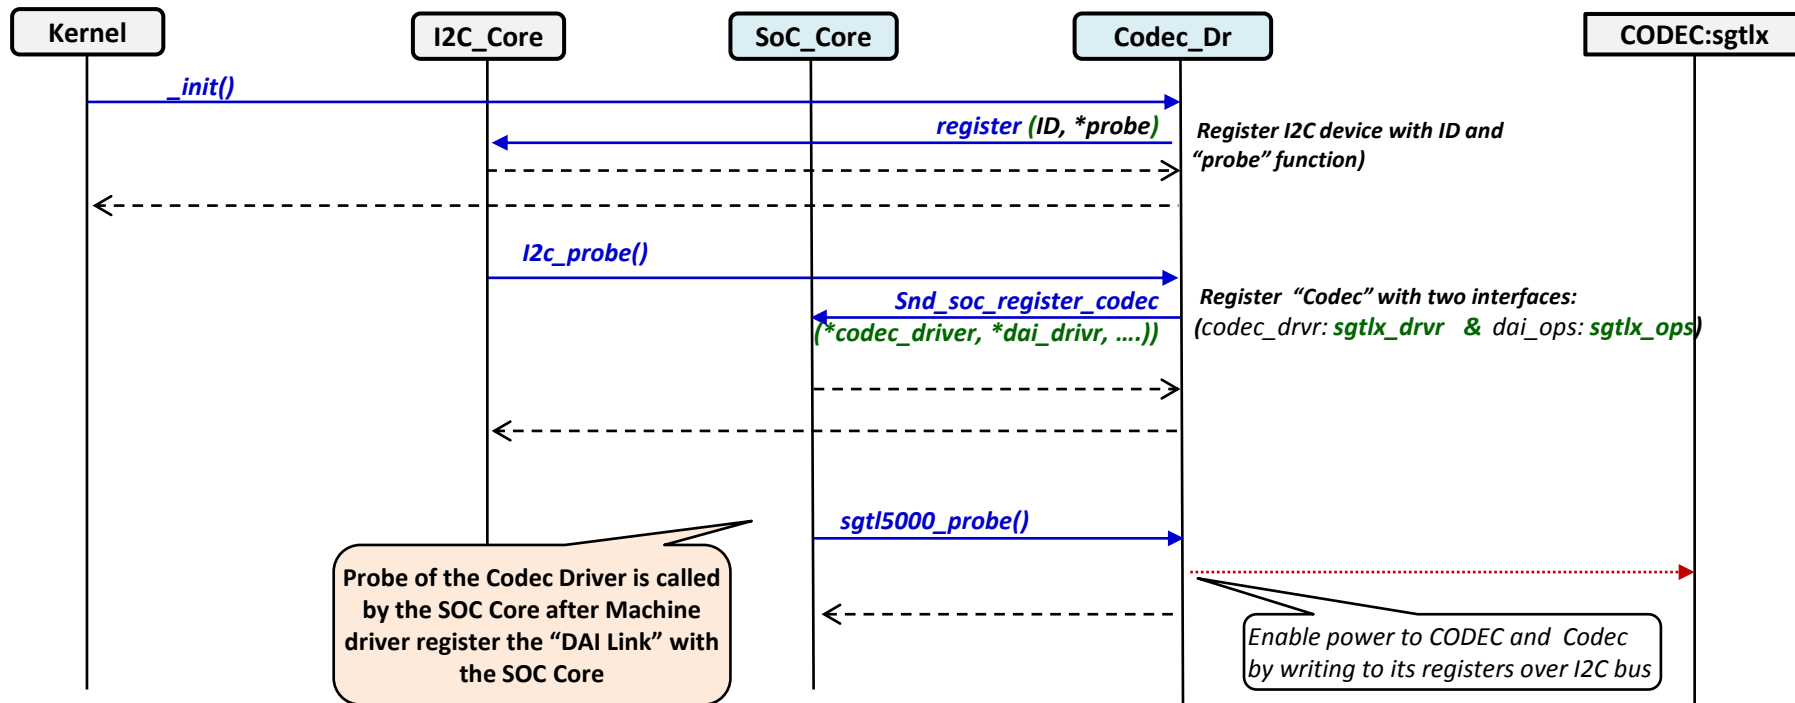 Kernel
I2C_Core
SoC_Core
Codec_Dr
CODEC:sgtlx
_init()
register (ID, *probe)
Register I2C device with ID and
“probe” function)
I2c_probe()
Snd_soc_register_codec
(*codec_driver, *dai_drivr, ….))
Register “Codec” with two interfaces:
(codec_drvr: sgtlx_drvr & dai_ops: sgtlx_ops)
sgtl5000_probe()
Probe of the Codec Driver is called
by the SOC Core after Machine
driver register the “DAI Link” with
the SOC Core
Enable power to CODEC and Codec
by writing to its registers over I2C bus